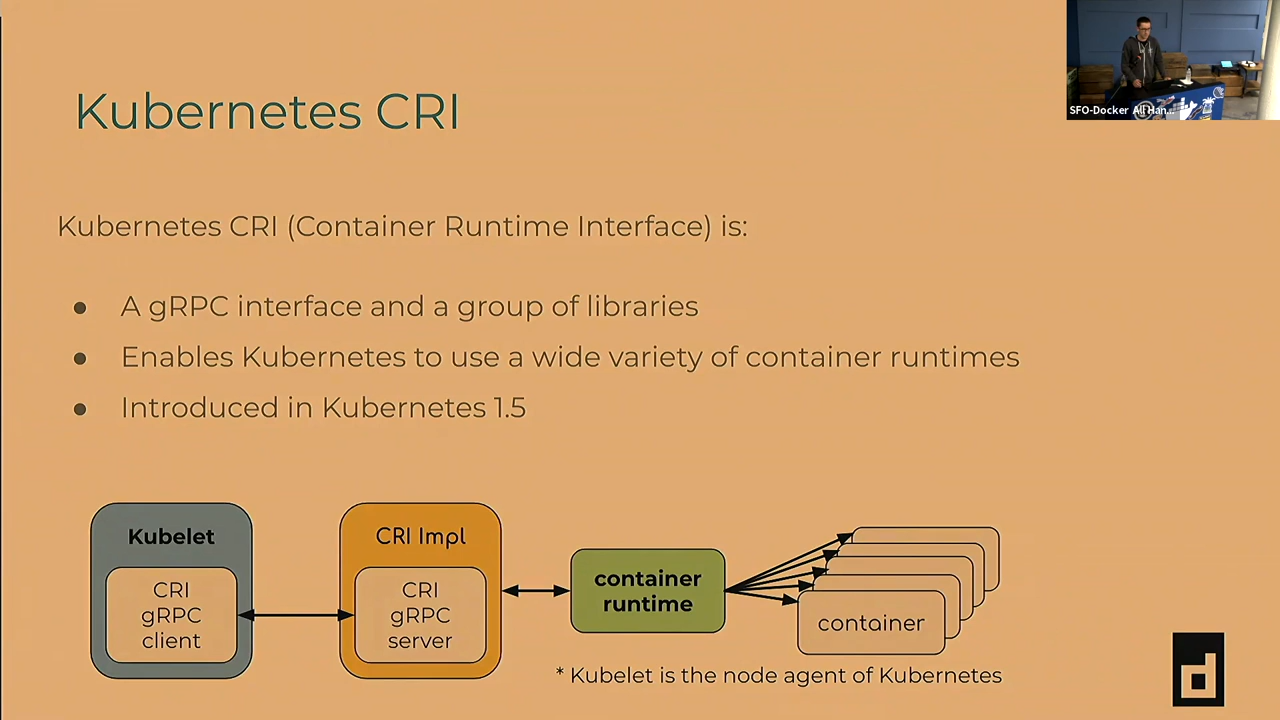 SFO-Docker All Han...
Kubernetes CRI
Kubernetes CRI (Container Runtime Interface) is:
● A gRPC interface and a group of libraries
● Enables Kubernetes to use a wide variety of container runtimes
● Introduced in Kubernetes 1.5
Kubelet
CRI
gRPC
client
CRI Impl
CRI
gRPC
server
container
runtime
container
* Kubelet is the node agent of Kubernetes
d